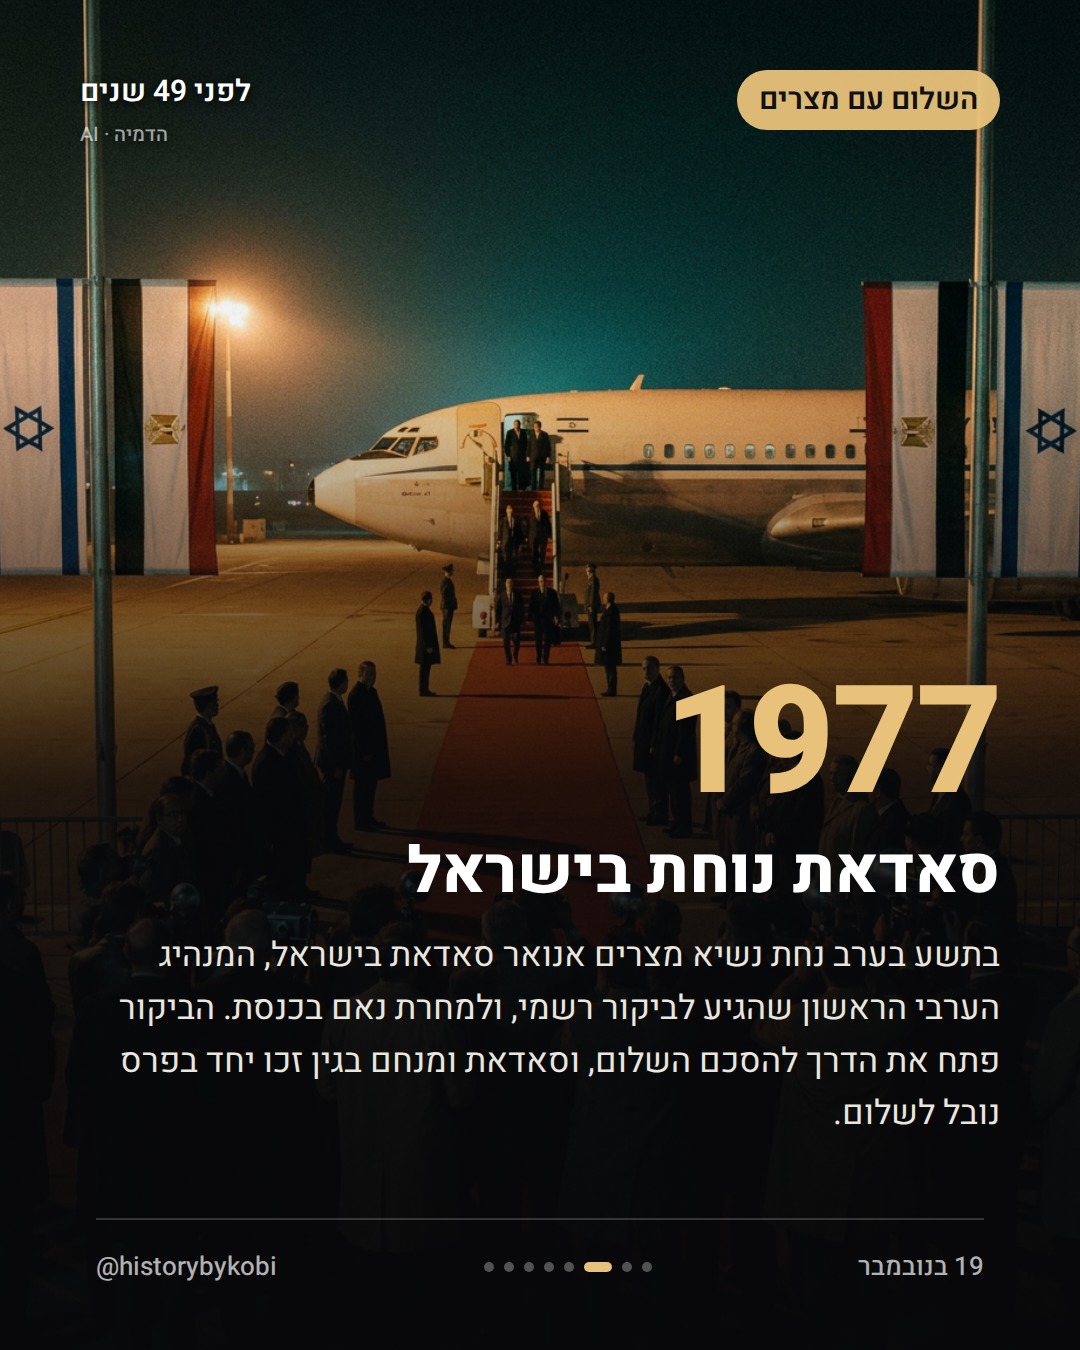 השלום עם מצרים
לפני 49 שנים
הדמיה · AI
1977
סאדאת נוחת בישראל
בתשע בערב נחת נשיא מצרים אנואר סאדאת בישראל, המנהיג
הערבי הראשון שהגיע לביקור רשמי, ולמחרת נאם בכנסת. הביקור
פתח את הדרך להסכם השלום, וסאדאת ומנחם בגין זכו יחד בפרס
נובל לשלום.
19 בנובמבר
@historybykobi